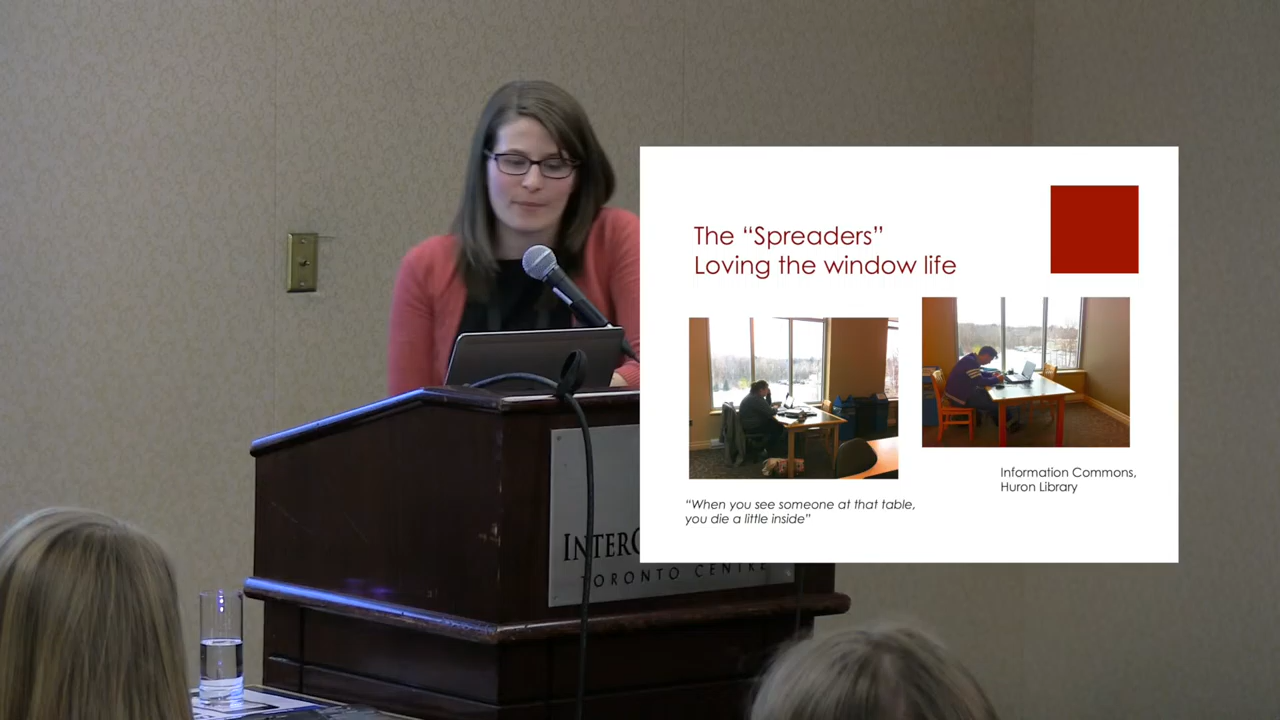 The “Spreaders”
Loving the window life
Information Commons,
Huron Library
“When you see someone at that table,
you die a little inside”
TORONTO CENTRE